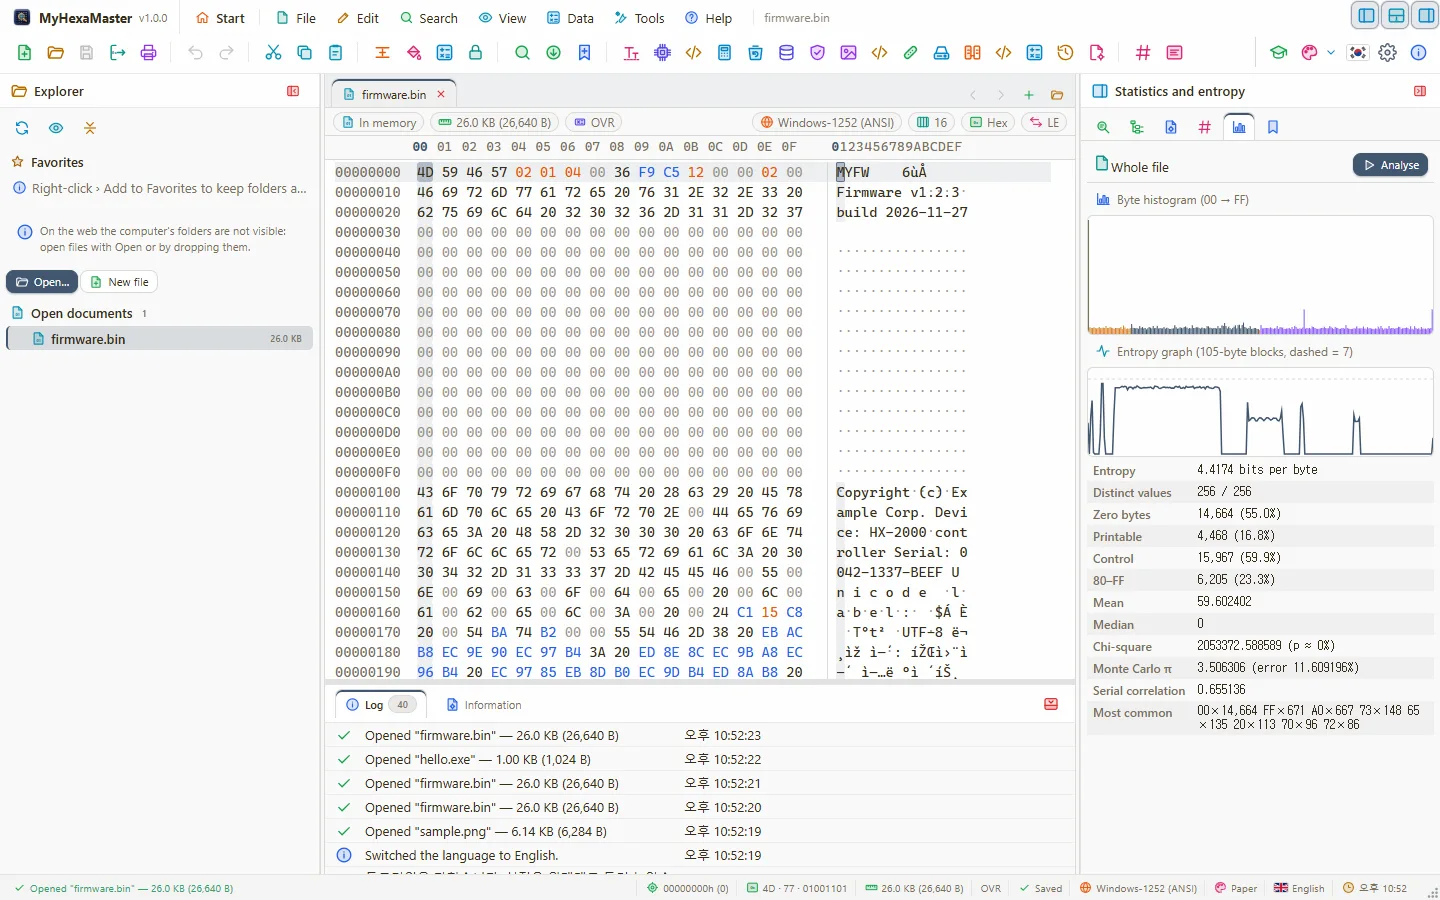 MyHexaMaster v1.0.0 Start File Edit Search View Data Tools Help firmware.bin
Explorer
Favorites
Right-click › Add to Favorites to keep folders a...
On the web the computer's folders are not visible:
open files with Open or by dropping them.
Open... New file
Open documents 1
firmware.bin 26.0 KB
firmware.bin
In memory 26.0 KB (26,640 B) OVR Windows-1252 (ANSI) 16 Hex LE
00 01 02 03 04 05 06 07 08 09 0A 0B 0C 0D 0E 0F 0123456789ABCDEF
00000000 4D 59 46 57 02 01 04 00 36 F9 C5 12 00 00 02 00 MYFW 6ùÅ
00000010 46 69 72 6D 77 61 72 65 20 76 31 2E 32 2E 33 20 Firmware v1.2.3·
00000020 62 75 69 6C 64 20 32 30 32 36 2D 31 31 2D 32 37 build 2026-11-27
00000030 00 00 00 00 00 00 00 00 00 00 00 00 00 00 00 00
00000040 00 00 00 00 00 00 00 00 00 00 00 00 00 00 00 00
00000050 00 00 00 00 00 00 00 00 00 00 00 00 00 00 00 00
00000060 00 00 00 00 00 00 00 00 00 00 00 00 00 00 00 00
00000070 00 00 00 00 00 00 00 00 00 00 00 00 00 00 00 00
00000080 00 00 00 00 00 00 00 00 00 00 00 00 00 00 00 00
00000090 00 00 00 00 00 00 00 00 00 00 00 00 00 00 00 00
000000A0 00 00 00 00 00 00 00 00 00 00 00 00 00 00 00 00
000000B0 00 00 00 00 00 00 00 00 00 00 00 00 00 00 00 00
000000C0 00 00 00 00 00 00 00 00 00 00 00 00 00 00 00 00
000000D0 00 00 00 00 00 00 00 00 00 00 00 00 00 00 00 00
000000E0 00 00 00 00 00 00 00 00 00 00 00 00 00 00 00 00
000000F0 00 00 00 00 00 00 00 00 00 00 00 00 00 00 00 00
00000100 43 6F 70 79 72 69 67 68 74 20 28 63 29 20 45 78 Copyright·(c)·Ex
00000110 61 6D 70 6C 65 20 43 6F 72 70 2E 00 44 65 76 69 ample Corp. Devi
00000120 63 65 3A 20 48 58 2D 32 30 30 30 20 63 6F 6E 74 ce: HX-2000·cont
00000130 72 6F 6C 6C 65 72 00 53 65 72 69 61 6C 3A 20 30 roller Serial: 0
00000140 30 34 32 2D 31 33 33 37 2D 42 45 45 46 00 55 00 042-1337-BEEF U
00000150 6E 00 69 00 63 00 6F 00 64 00 65 00 20 00 6C 00 n i c o d e · l·
00000160 61 00 62 00 65 00 6C 00 3A 00 20 00 24 C1 15 C8 a·b·e·l·:· ·$Á È
00000170 20 00 54 BA 74 B2 00 00 55 54 46 2D 38 20 EB AC · Tºt² ·UTF-8 ë¬
00000180 B8 EC 9E 90 EC 97 B4 3A 20 ED 8E 8C EC 9B A8 EC
00000190 96 B4 20 EC 97 85 EB 8D B0 EC 9D B4 ED 8A B8 20
Log 40 Information
Opened "firmware.bin" — 26.0 KB (26,640 B) 오후 10:52:23
Opened "hello.exe" — 1.00 KB (1,024 B) 오후 10:52:22
Opened "firmware.bin" — 26.0 KB (26,640 B) 오후 10:52:21
Opened "firmware.bin" — 26.0 KB (26,640 B) 오후 10:52:20
Opened "sample.png" — 6.14 KB (6,284 B) 오후 10:52:19
Switched the language to English. 오후 10:52:19
Statistics and entropy
Whole file Analyse
Byte histogram (00 → FF)
Entropy graph (105-byte blocks, dashed = 7)
Entropy 4.4174 bits per byte
Distinct values 256 / 256
Zero bytes 14,664 (55.0%)
Printable 4,468 (16.8%)
Control 15,967 (59.9%)
80–FF 6,205 (23.3%)
Mean 59.602402
Median 0
Chi-square 2053372.588589 (p ≈ 0%)
Monte Carlo π 3.506306 (error 11.609196%)
Serial correlation 0.655136
Most common 00×14,664 FF×671 A0×667 73×148 65
×135 20×113 70×96 72×86
Opened "firmware.bin" — 26.0 KB (26,640 B) 00000000h (0) 4D · 77 · 01001101 26.0 KB (26,640 B) OVR Saved Windows-1252 (ANSI) Paper English 오후 10:52